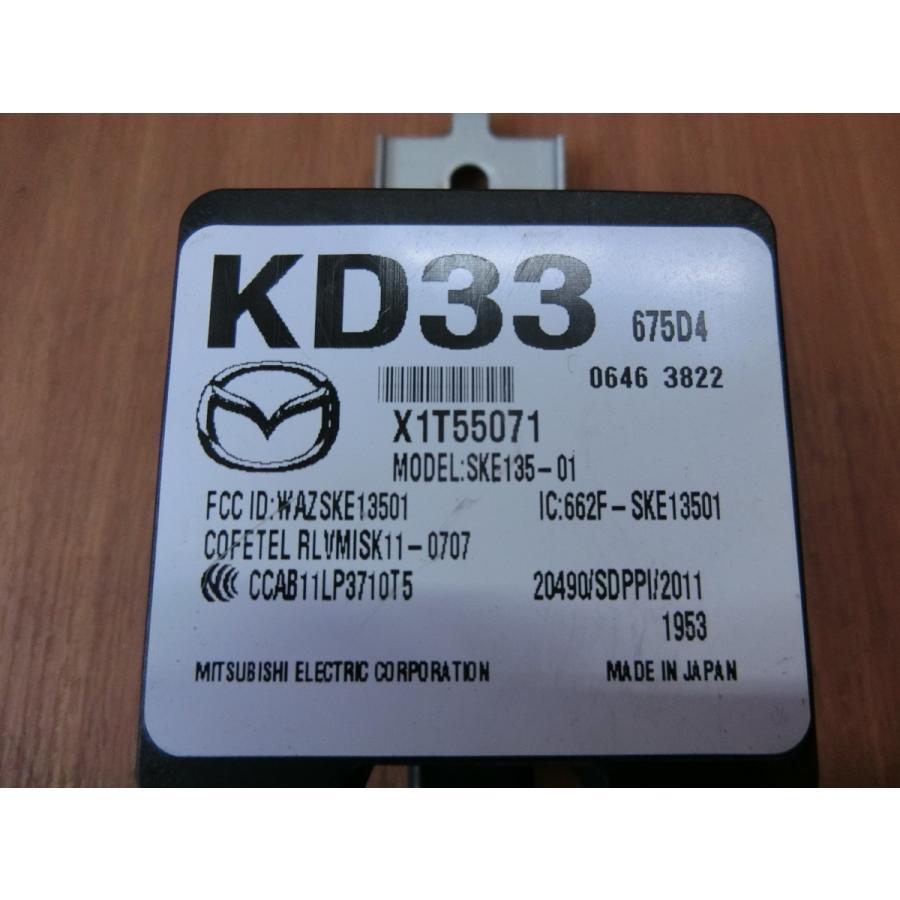 KD33 675D4
0646 3822
X1T55071
MODEL:SKE135-01
FCC ID:WAZSKE13501 IC:662F-SKE13501
COFETEL RLVMISK11-0707
CCAB11LP3710T5 20490/SDPPI/2011
1953
MITSUBISHI ELECTRIC CORPORATION MADE IN JAPAN